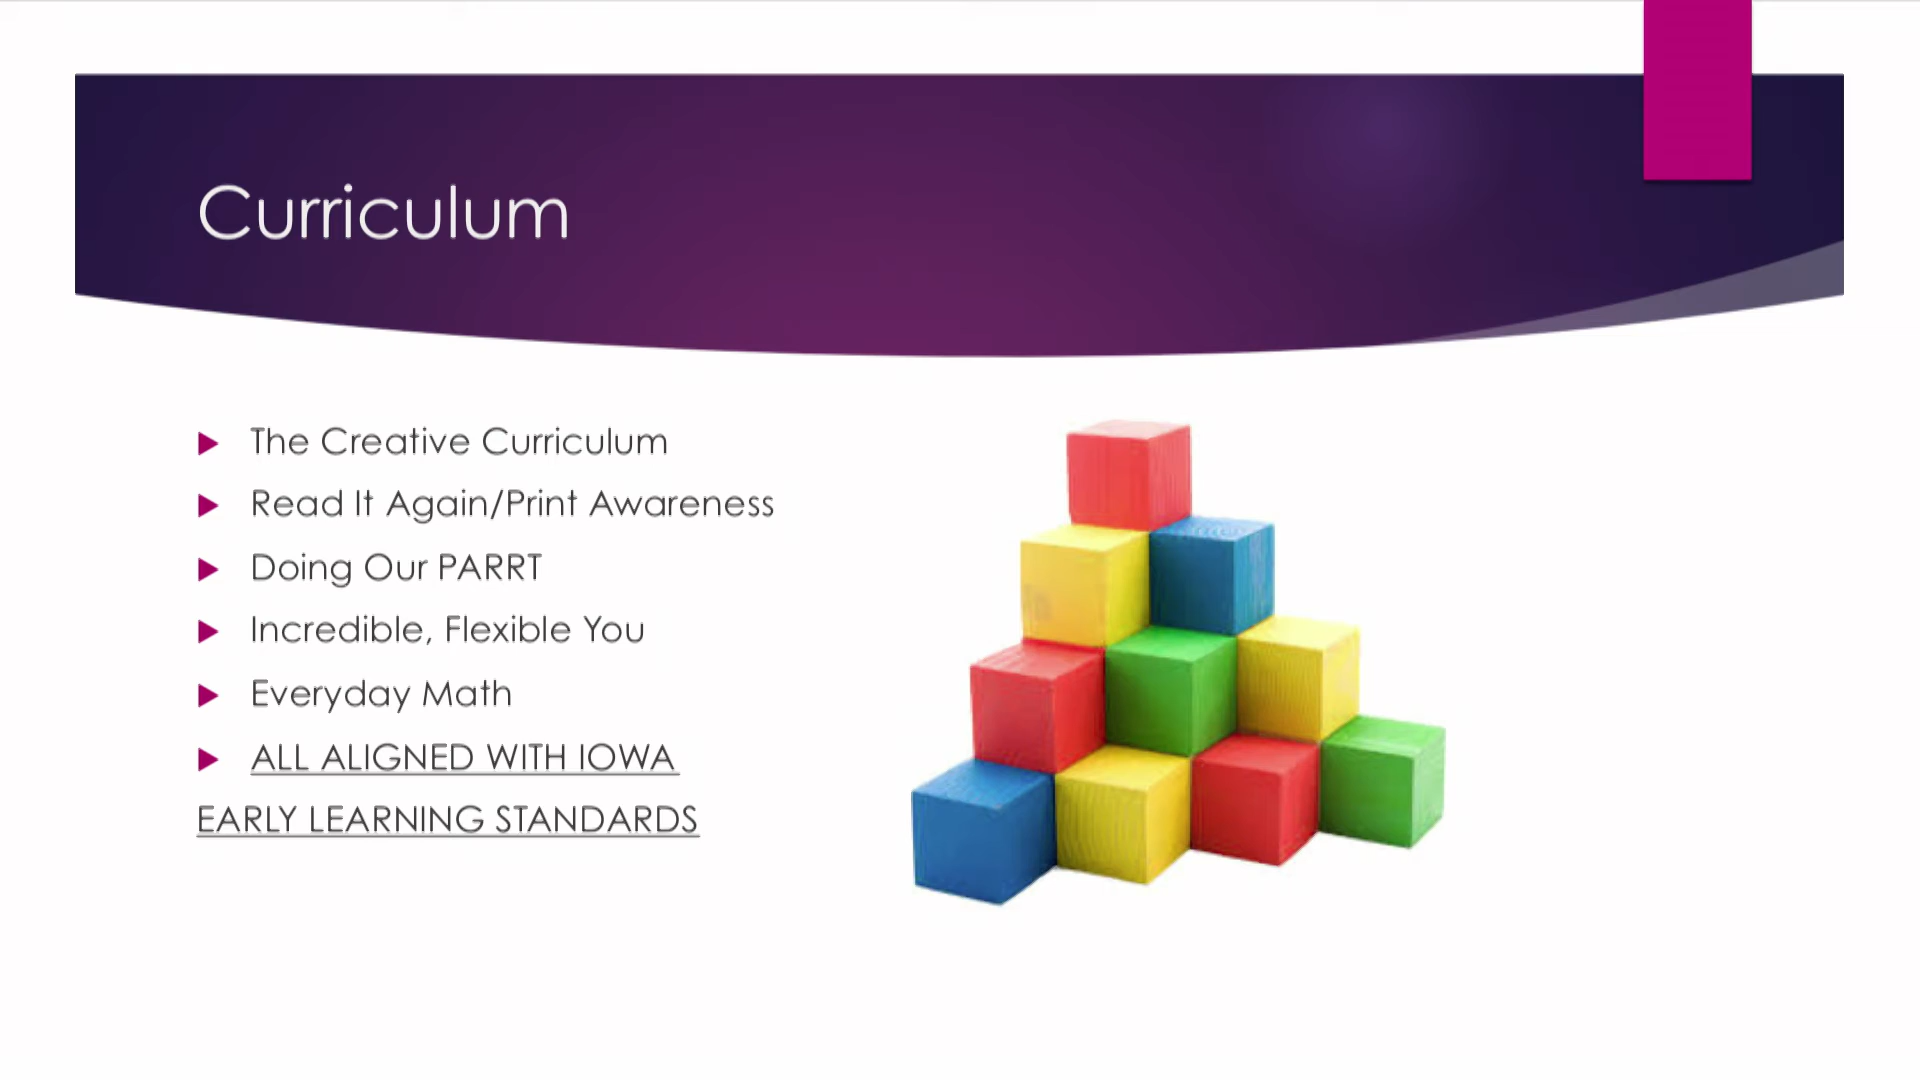 Curriculum
The Creative Curriculum
Read It Again/Print Awareness
Doing Our PARRT
Incredible, Flexible You
Everyday Math
ALL ALIGNED WITH IOWA
EARLY LEARNING STANDARDS